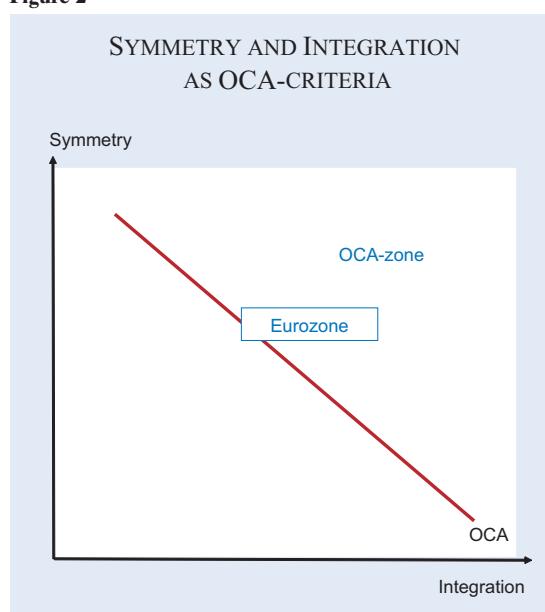 Figure 2
SYMMETRY AND INTEGRATION
AS OCA-CRITERIA
Symmetry
OCA-zone
Eurozone
OCA
Integration